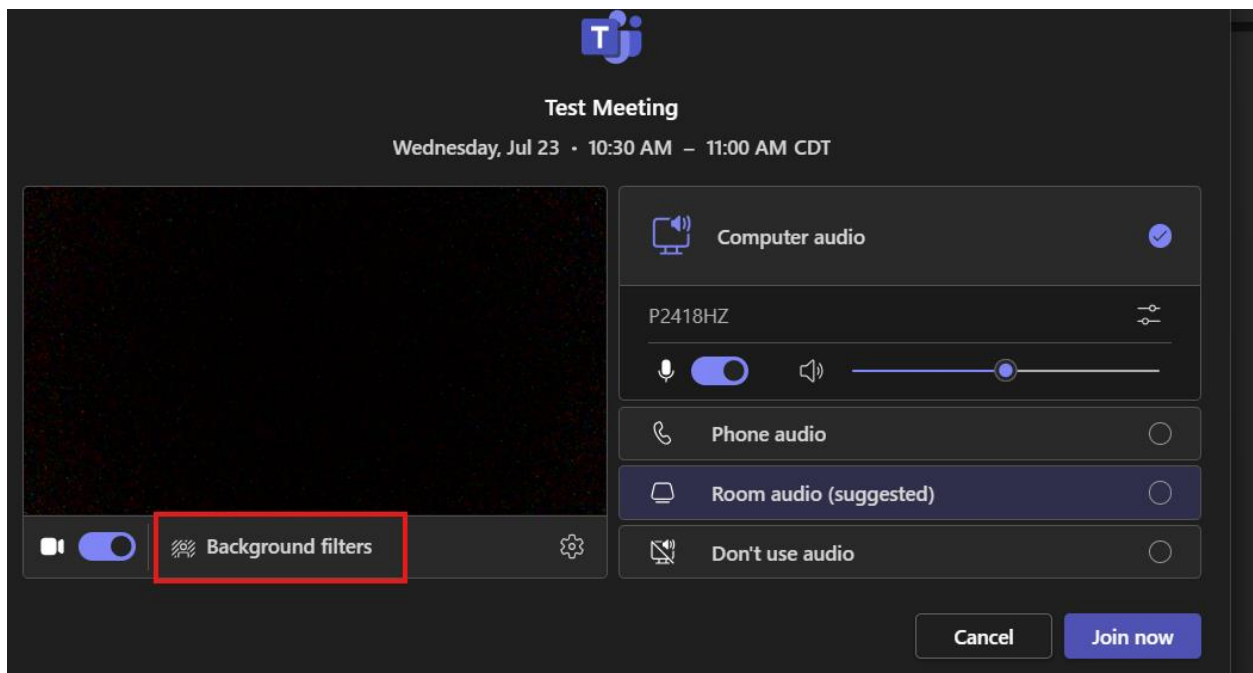 T
Test Meeting
Wednesday, Jul 23 • 10:30 AM – 11:00 AM CDT
Computer audio
P2418HZ
Phone audio
Room audio (suggested)
Background filters
Don't use audio
Cancel
Join now